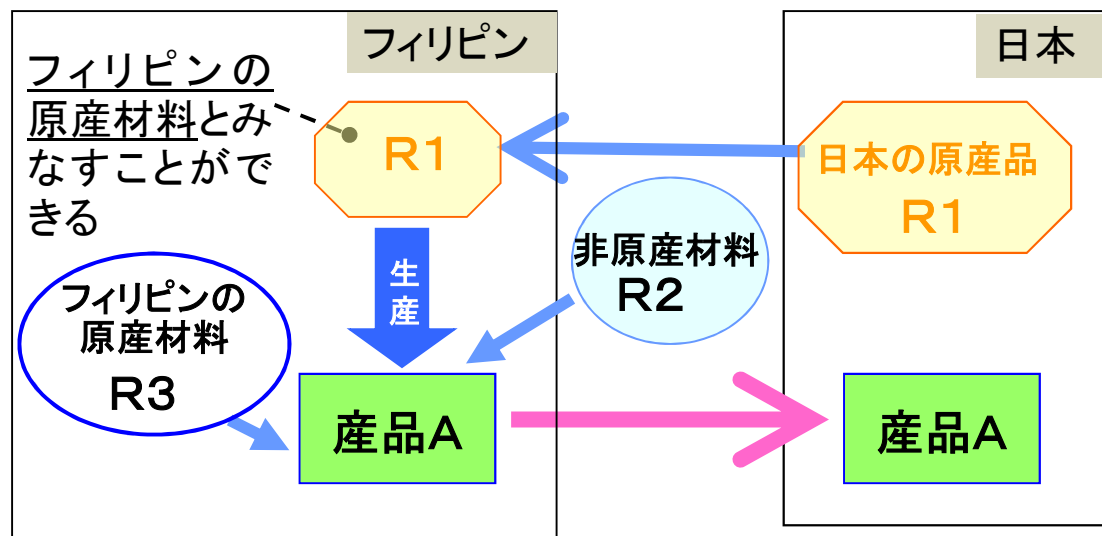 フィリピン
日本
フィリピンの
原産材料とみ
なすことがで
きる
R1
日本の原産品
R1
非原産材料
R2
生
産
フィリピンの
原産材料
R3
産品A
産品A